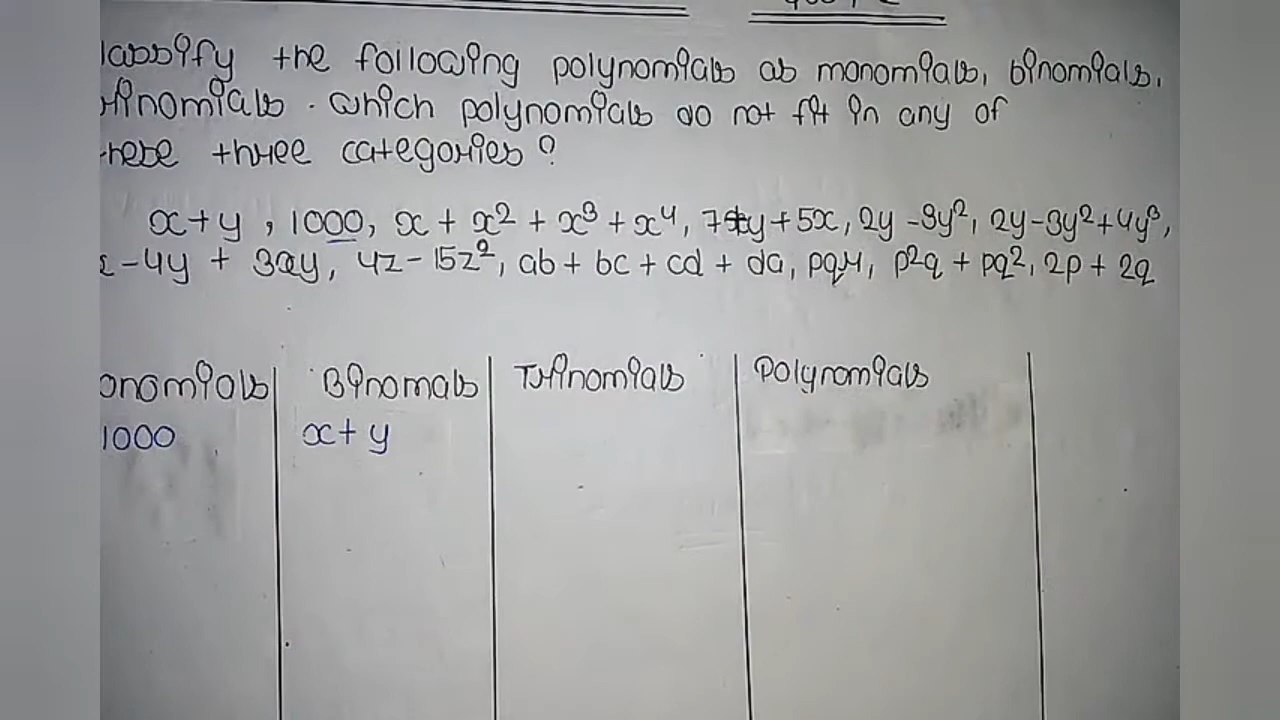 lassify the following polynomials as monomials, binomials,
rinomials. which polynomials do not fit in any of
hese three categories?
x + y , 1000, x + x² + x³ + x⁴, 7+y + 5x, 2y - 3y², 2y - 3y² + 4y³,
x - 4y + 3xy, 4z - 15z², ab + bc + cd + da, pqr, p²q + pq², 2p + 2q
onomials Binomals Trinomials Polynomials
1000 x + y